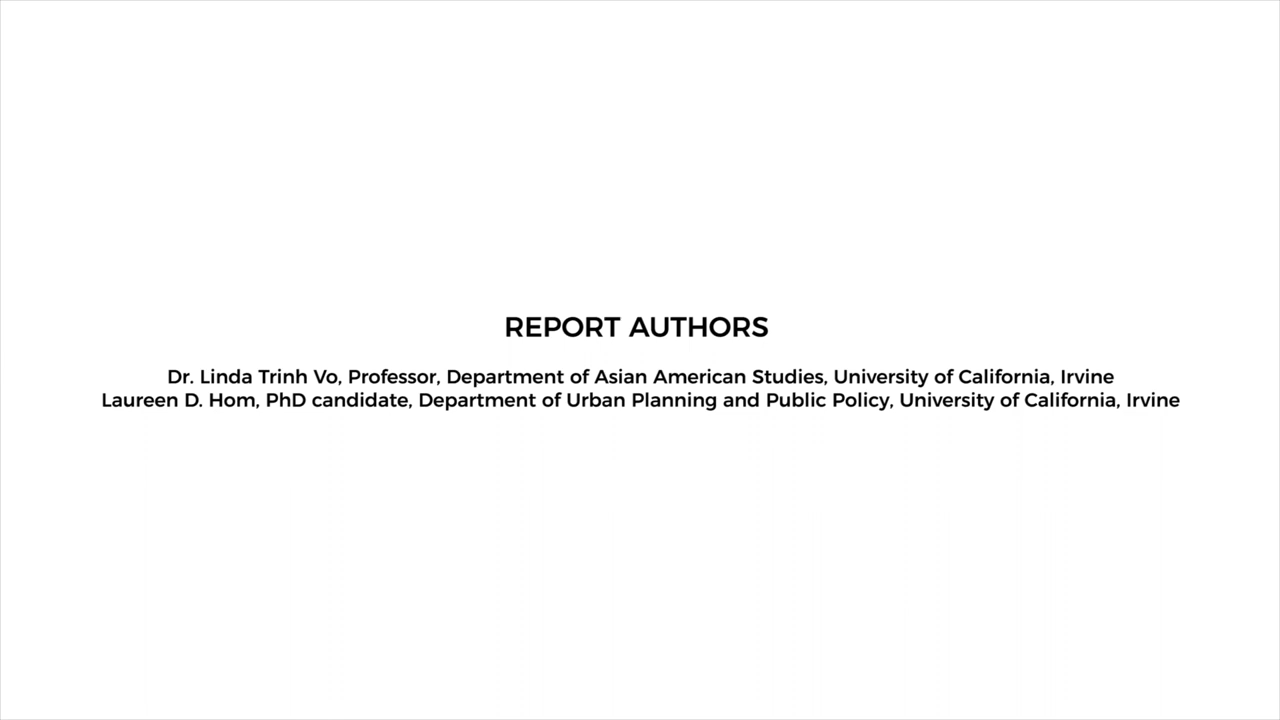 REPORT AUTHORS
Dr. Linda Trinh Vo, Professor, Department of Asian American Studies, University of California, Irvine
Laureen D. Hom, PhD candidate, Department of Urban Planning and Public Policy, University of California, Irvine